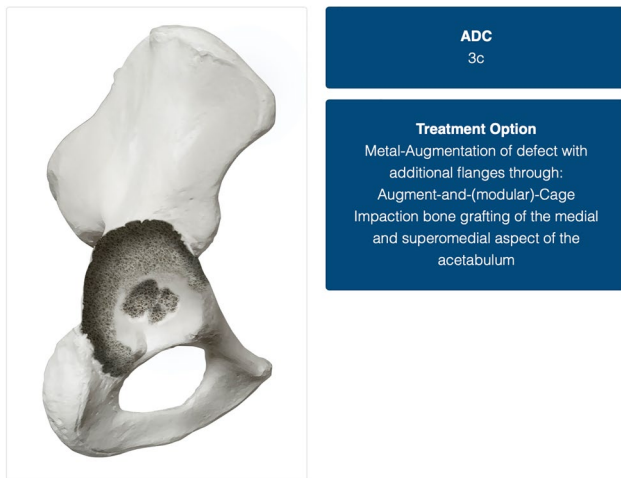 ADC
3c
Treatment Option
Metal-Augmentation of defect with
additional flanges through:
Augment-and-(modular)-Cage
Impaction bone grafting of the medial
and superomedial aspect of the
acetabulum